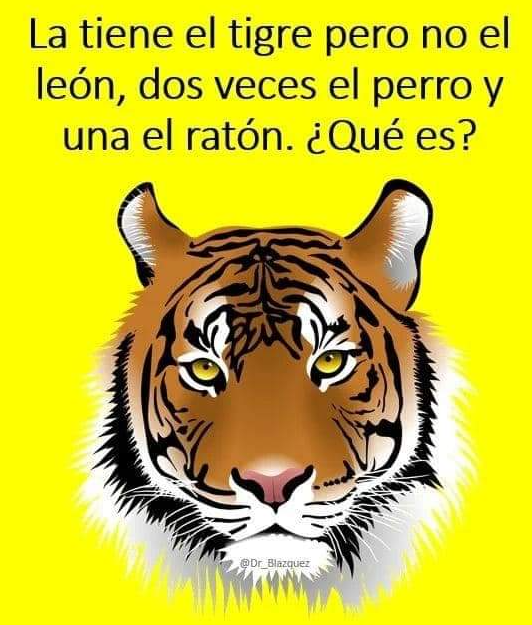 La tiene el tigre pero no el
león, dos veces el perro y
una el ratón. ¿Qué es?
@Dr_Blazquez